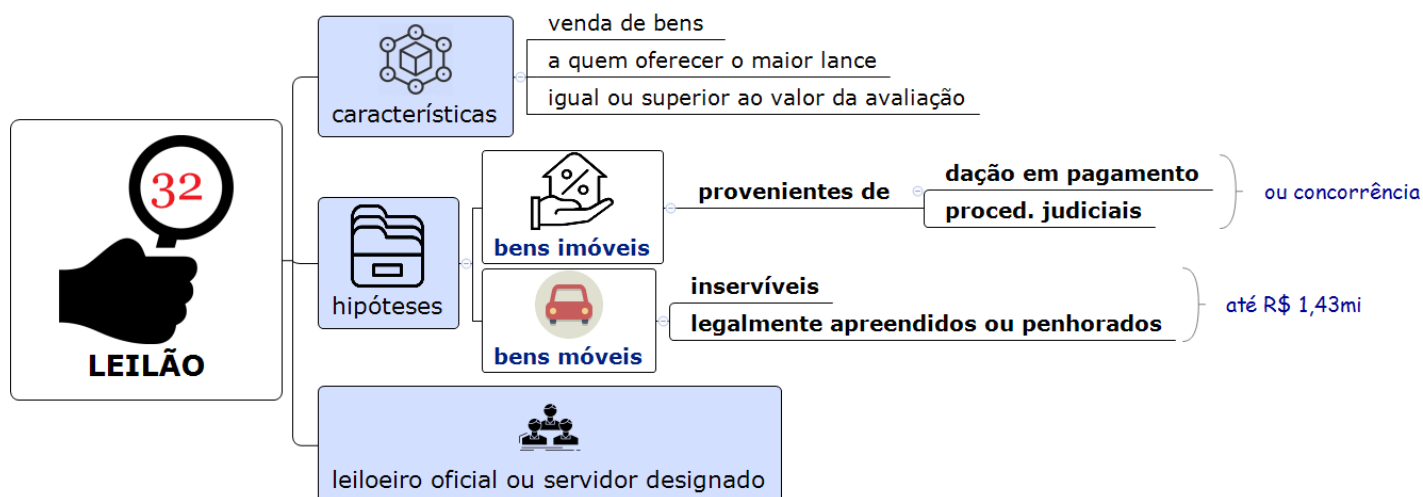 32
LEILÃO
características
venda de bens
a quem oferecer o maior lance
igual ou superior ao valor da avaliação
hipóteses
bens imóveis
provenientes de
dação em pagamento
proced. judiciais
ou concorrência
bens móveis
inservíveis
legalmente apreendidos ou penhorados
até R$ 1,43mi
leiloeiro oficial ou servidor designado